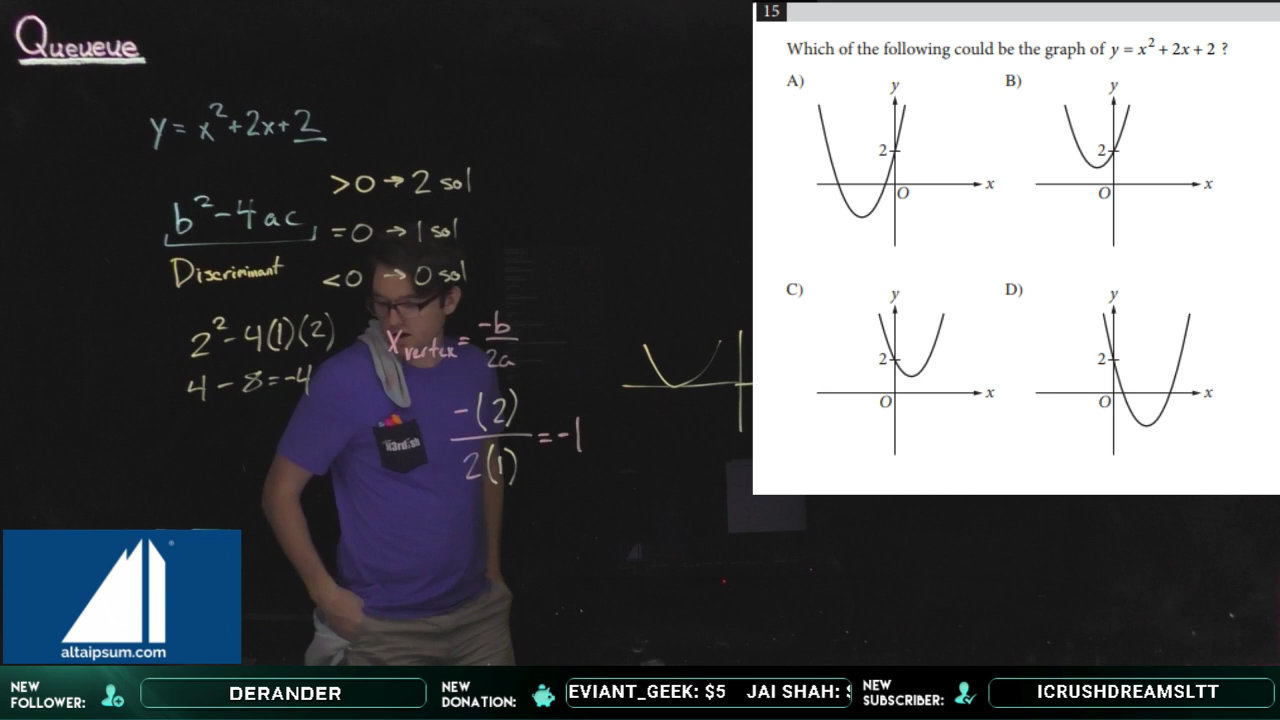 Queueue
y = x²+2x+2
b²-4ac
Discriminant
>0 → 2 sol
=0 → 1 sol
<0 → 0 sol
2²-4(1)(2)
4-8=-4
Xvertex = -b/2a
-(2)/2(1) = -1
H3rdish
15
Which of the following could be the graph of y = x² + 2x + 2 ?
A)
y
2
O
x
B)
y
2
O
x
C)
y
2
O
x
D)
y
2
O
x
altaipsum.com
NEW FOLLOWER:
DERANDER
NEW DONATION:
EVIANT_GEEK: $5 JAI SHAH:
NEW SUBSCRIBER:
ICRUSHDREAMSLTT